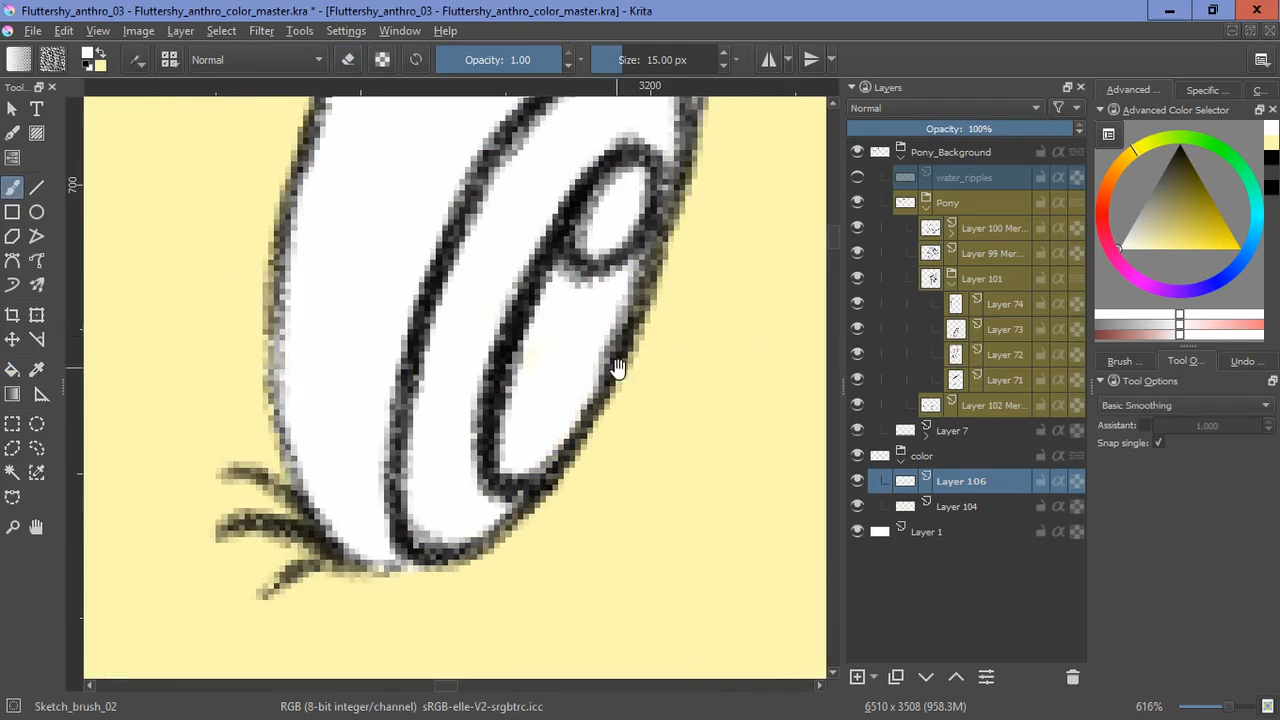 Fluttershy_anthro_03 - Fluttershy_anthro_color_master.kra * - [Fluttershy_anthro_03 - Fluttershy_anthro_color_master.kra] - Krita
File Edit View Image Layer Select Filter Tools Settings Window Help
Normal Opacity: 1.00 Size: 15.00 px
Tool...
3200
700
Layers
Normal
Opacity: 100%
Pony_Background
water_ripples
Pony
Layer 100 Mer...
Layer 99 Mer...
Layer 101
Layer 74
Layer 73
Layer 72
Layer 71
Layer 102 Mer...
Layer 7
color
Layer 106
Layer 104
Layer 1
Advanced ... Specific ... C...
Advanced Color Selector
Brush ... Tool O... Undo ...
Tool Options
Basic Smoothing
Assistant: 1,000
Snap single:
Sketch_brush_02 RGB (8-bit integer/channel) sRGB-elle-V2-srgbtrc.icc 6510 x 3508 (958.3M) 616%